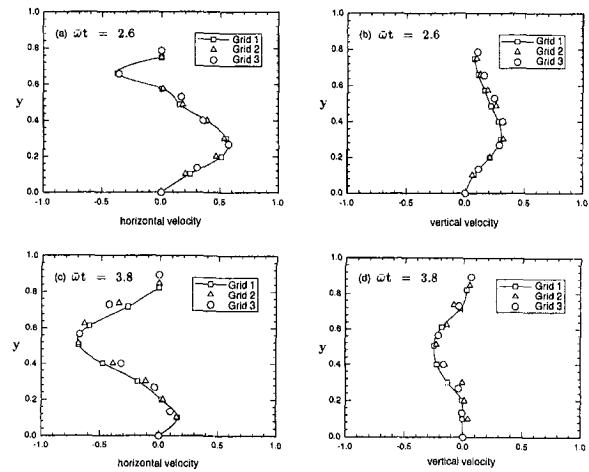 (a) ω̄t = 2.6
Grid 1
Grid 2
Grid 3
y
1.0
0.8
0.6
0.4
0.2
0.0
-1.0
-0.5
0.0
0.5
1.0
horizontal velocity
(b) ω̄t = 2.6
Grid 1
Grid 2
Grid 3
y
1.0
0.8
0.6
0.4
0.2
0.0
-1.0
-0.5
0.0
0.5
1.0
vertical velocity
(c) ω̄t = 3.8
Grid 1
Grid 2
Grid 3
y
1.0
0.8
0.6
0.4
0.2
0.0
-1.0
-0.5
0.0
0.5
1.0
horizontal velocity
(d) ω̄t = 3.8
Grid 1
Grid 2
Grid 3
y
1.0
0.8
0.6
0.4
0.2
0.0
-1.0
-0.5
0.0
0.5
1.0
vertical velocity